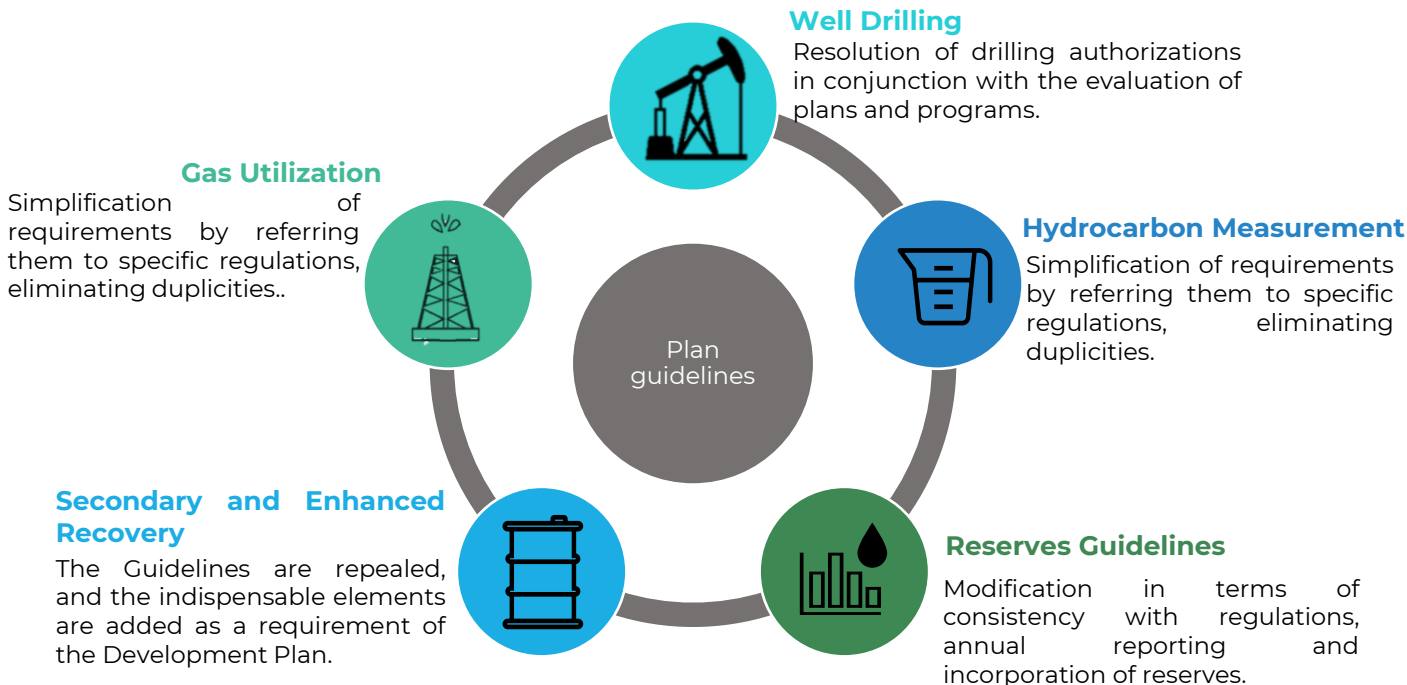 Well Drilling
Resolution of drilling authorizations
in conjunction with the evaluation of
plans and programs.
Gas Utilization
Simplification of
requirements by referring
them to specific regulations,
eliminating duplicities..
Hydrocarbon Measurement
Simplification of requirements
by referring them to specific
regulations, eliminating
duplicities.
Plan
guidelines
Secondary and Enhanced
Recovery
The Guidelines are repealed,
and the indispensable elements
are added as a requirement of
the Development Plan.
Reserves Guidelines
Modification in terms of
consistency with regulations,
annual reporting and
incorporation of reserves.